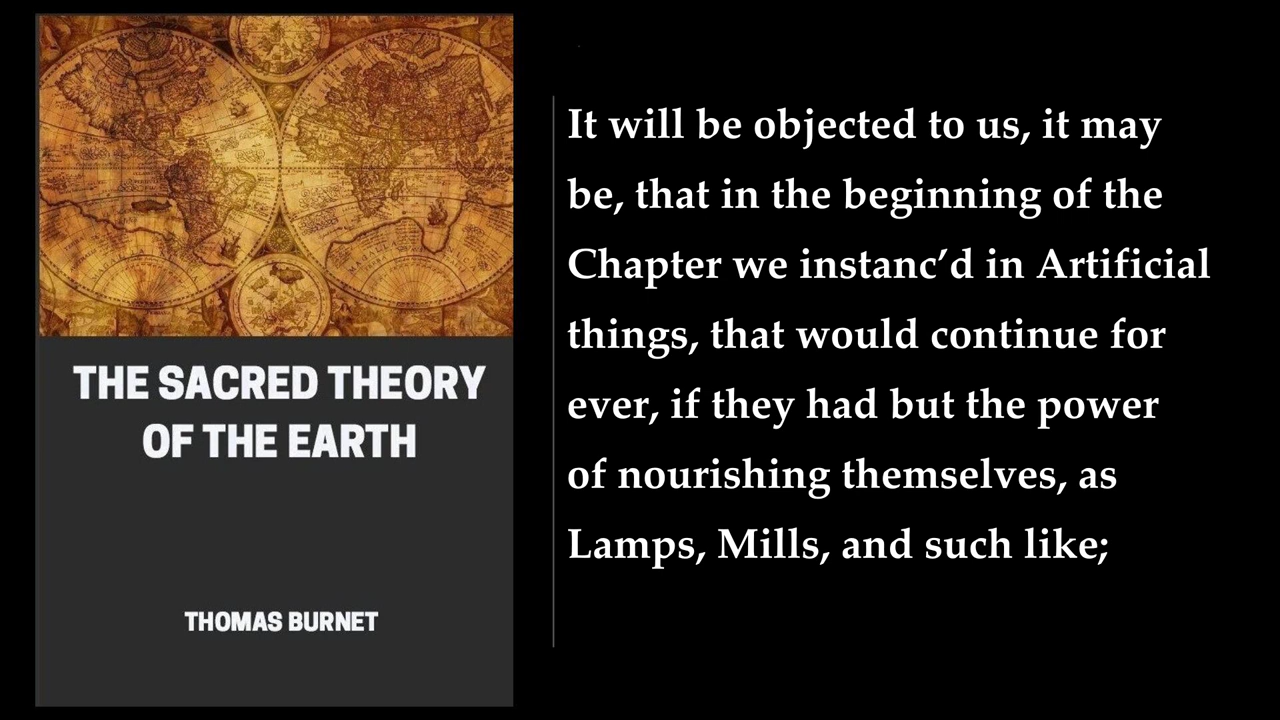 THE SACRED THEORY
OF THE EARTH
THOMAS BURNET
It will be objected to us, it may
be, that in the beginning of the
Chapter we instanc’d in Artificial
things, that would continue for
ever, if they had but the power
of nourishing themselves, as
Lamps, Mills, and such like;